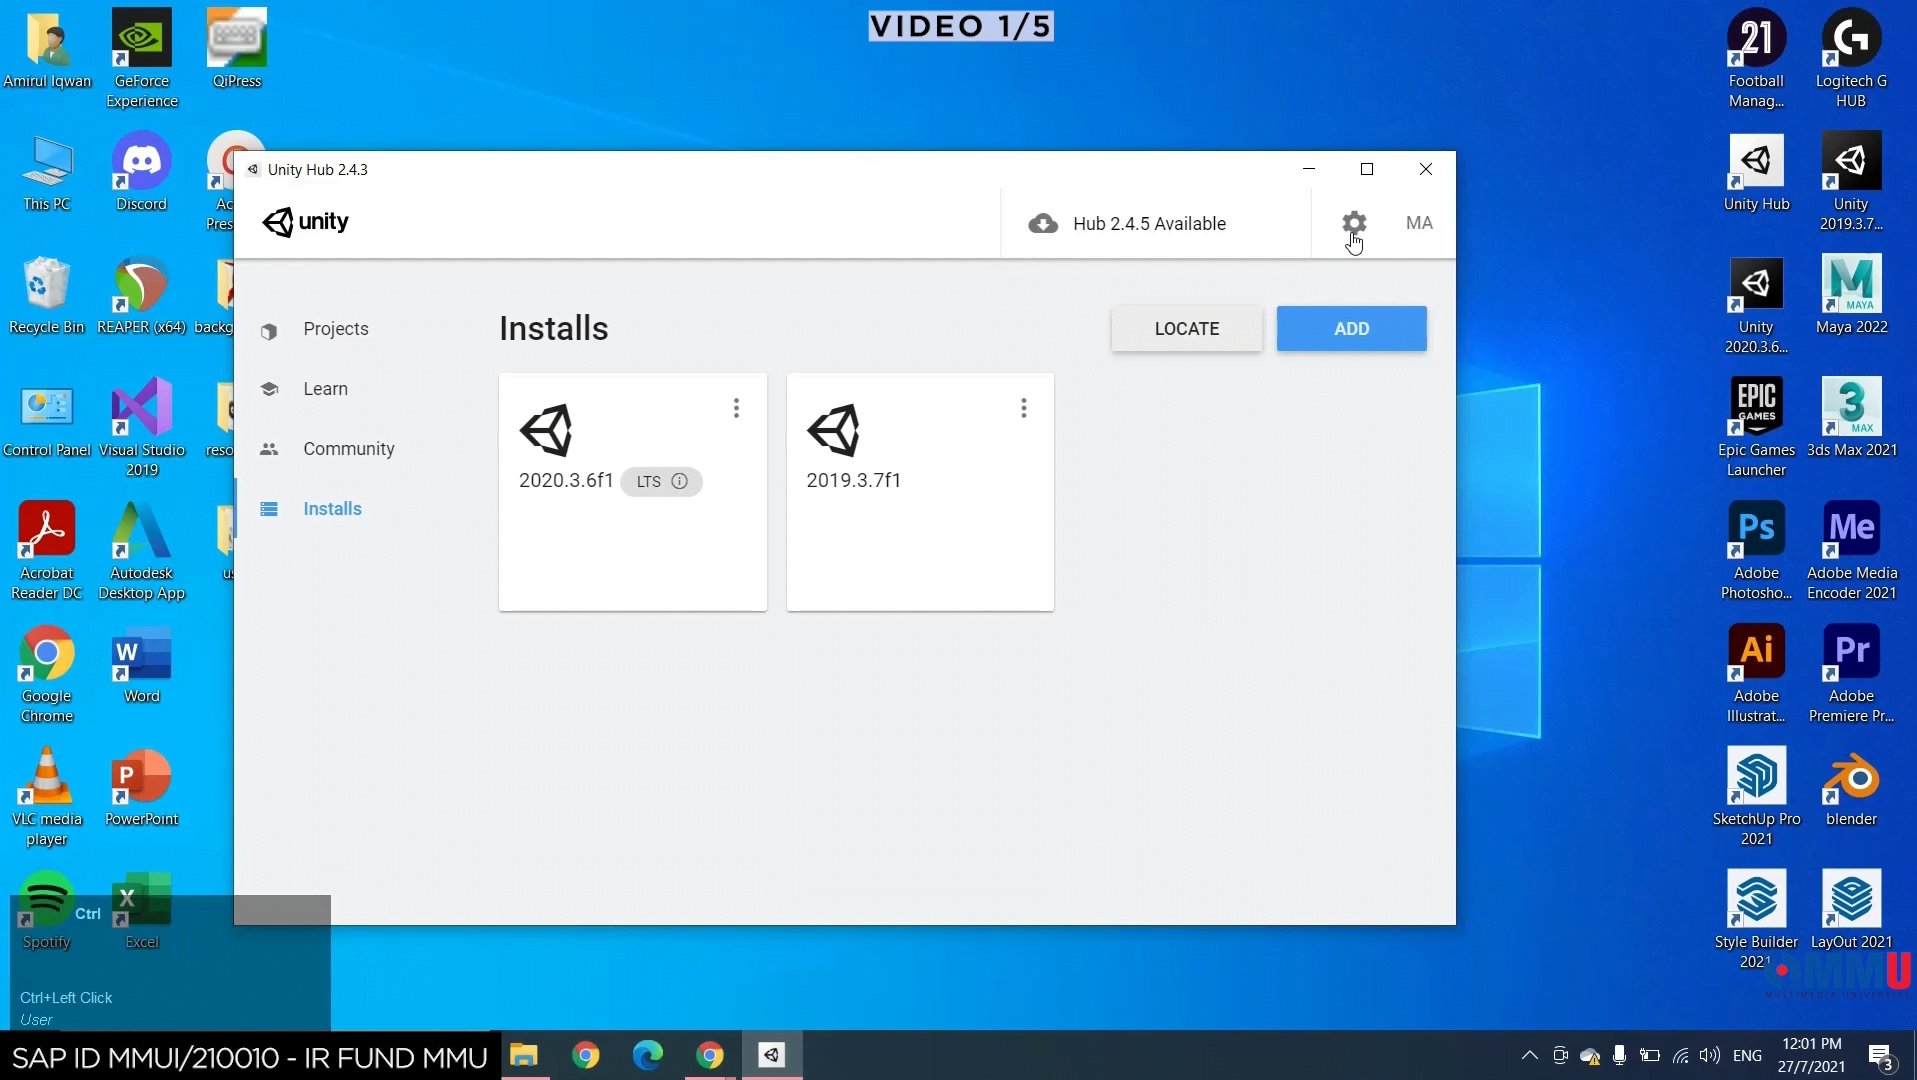 VIDEO 1/5
Amirul Iqwan
GeForce
Experience
QiPress
This PC
Discord
Ac
Pres
Recycle Bin
REAPER (x64)
backg
Control Panel
Visual Studio
2019
reso
Acrobat
Reader DC
Autodesk
Desktop App
us
Google
Chrome
W
Word
VLC media
player
P
PowerPoint
Spotify
X
Excel
Unity Hub 2.4.3
unity
Hub 2.4.5 Available
MA
Projects
Learn
Community
Installs
Installs
LOCATE
ADD
2020.3.6f1
LTS
2019.3.7f1
21
Football
Manag...
G
Logitech G
HUB
Unity Hub
Unity
2019.3.7...
Unity
2020.3.6...
M
MAYA
Maya 2022
EPIC
GAMES
Epic Games
Launcher
3
MAX
3ds Max 2021
Ps
Adobe
Photosho...
Me
Adobe Media
Encoder 2021
Ai
Adobe
Illustrat...
Pr
Adobe
Premiere Pr...
SketchUp Pro
2021
blender
Style Builder
2021
LayOut 2021
MMU
MULTIMEDIA UNIVERSITY
Ctrl
Ctrl+Left Click
User
SAP ID MMUI/210010 - IR FUND MMU
ENG
12:01 PM
27/7/2021
3